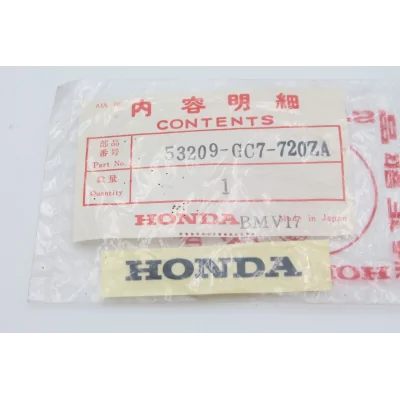 内容明細
CONTENTS
部品番号
Part No.
53209-GC7-720ZA
数量
Quantity
1
HONDA
BMV17
Made in Japan
HONDA